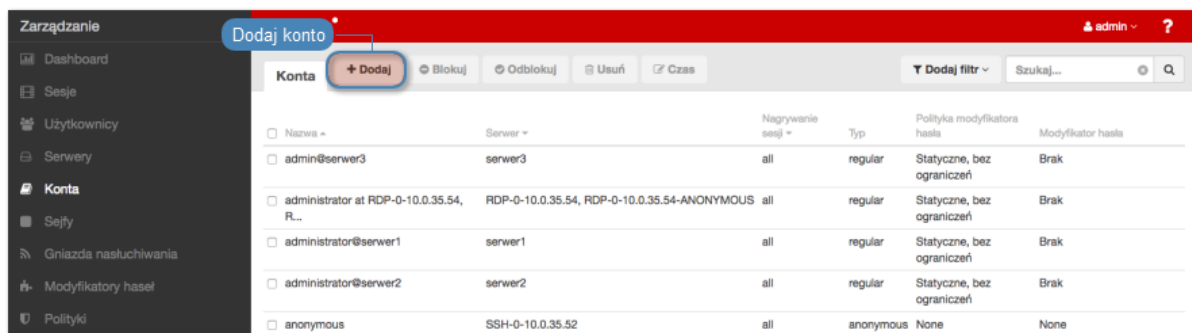 Zarządzanie
Dodaj konto
admin
?
Dashboard
Sesje
Użytkownicy
Serwery
Konta
Sejfy
Gniazda nasłuchiwania
Modyfikatory haseł
Polityki
Konta
+ Dodaj
Blokuj
Odblokuj
Usuń
Czas
Dodaj filtr
Szukaj...
Nazwa Serwer Nagrywanie sesji Typ Polityka modyfikatora hasła Modyfikator hasła
admin@serwer3 serwer3 all regular Statyczne, bez Brak
ograniczeń
administrator at RDP-0-10.0.35.54, RDP-0-10.0.35.54, RDP-0-10.0.35.54-ANONYMOUS all regular Statyczne, bez Brak
R... ograniczeń
administrator@serwer1 serwer1 all regular Statyczne, bez Brak
ograniczeń
administrator@serwer2 serwer2 all regular Statyczne, bez Brak
ograniczeń
anonymous SSH-0-10.0.35.52 all anonymous None None